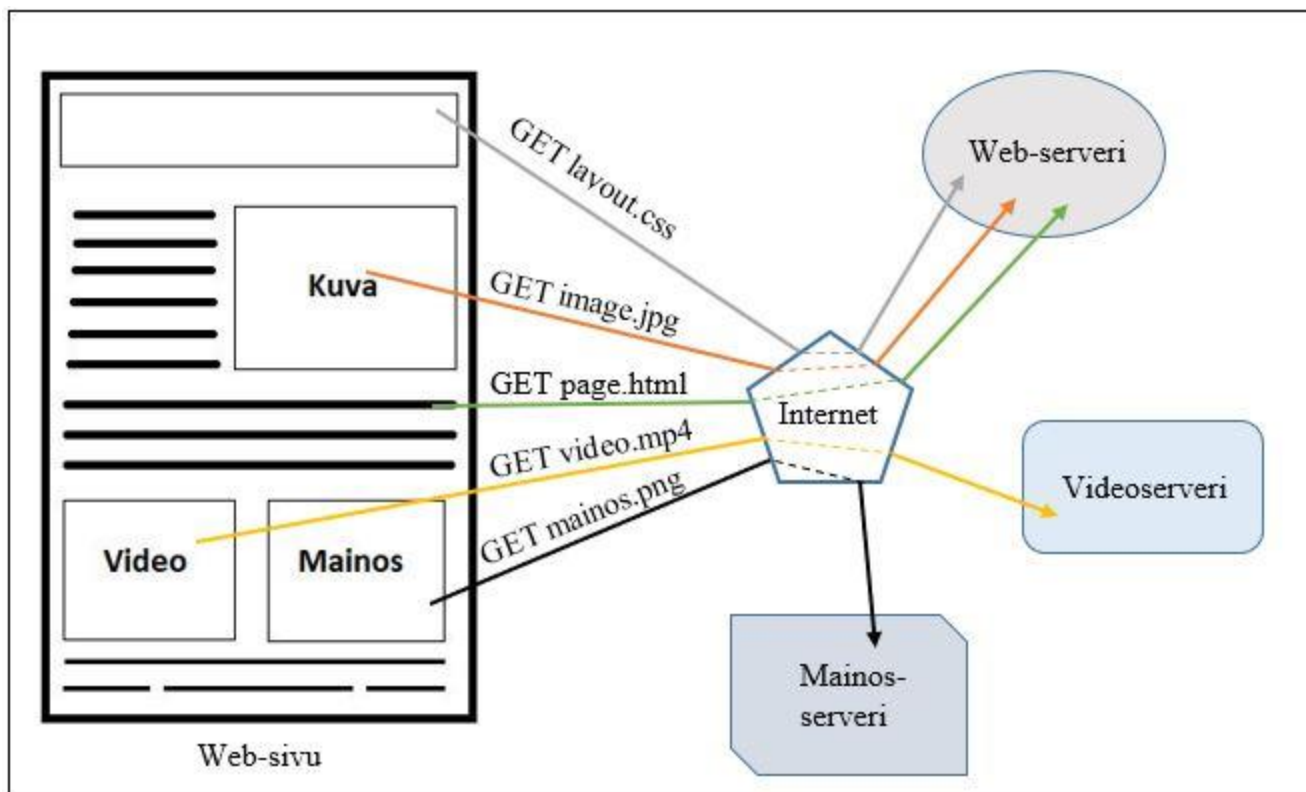 GET lavout.css
Web-serveri
Kuva
GET image.jpg
GET page.html
Internet
GET video.mp4
Videoserveri
GET mainos.png
Video
Mainos
Mainos-
serveri
Web-sivu